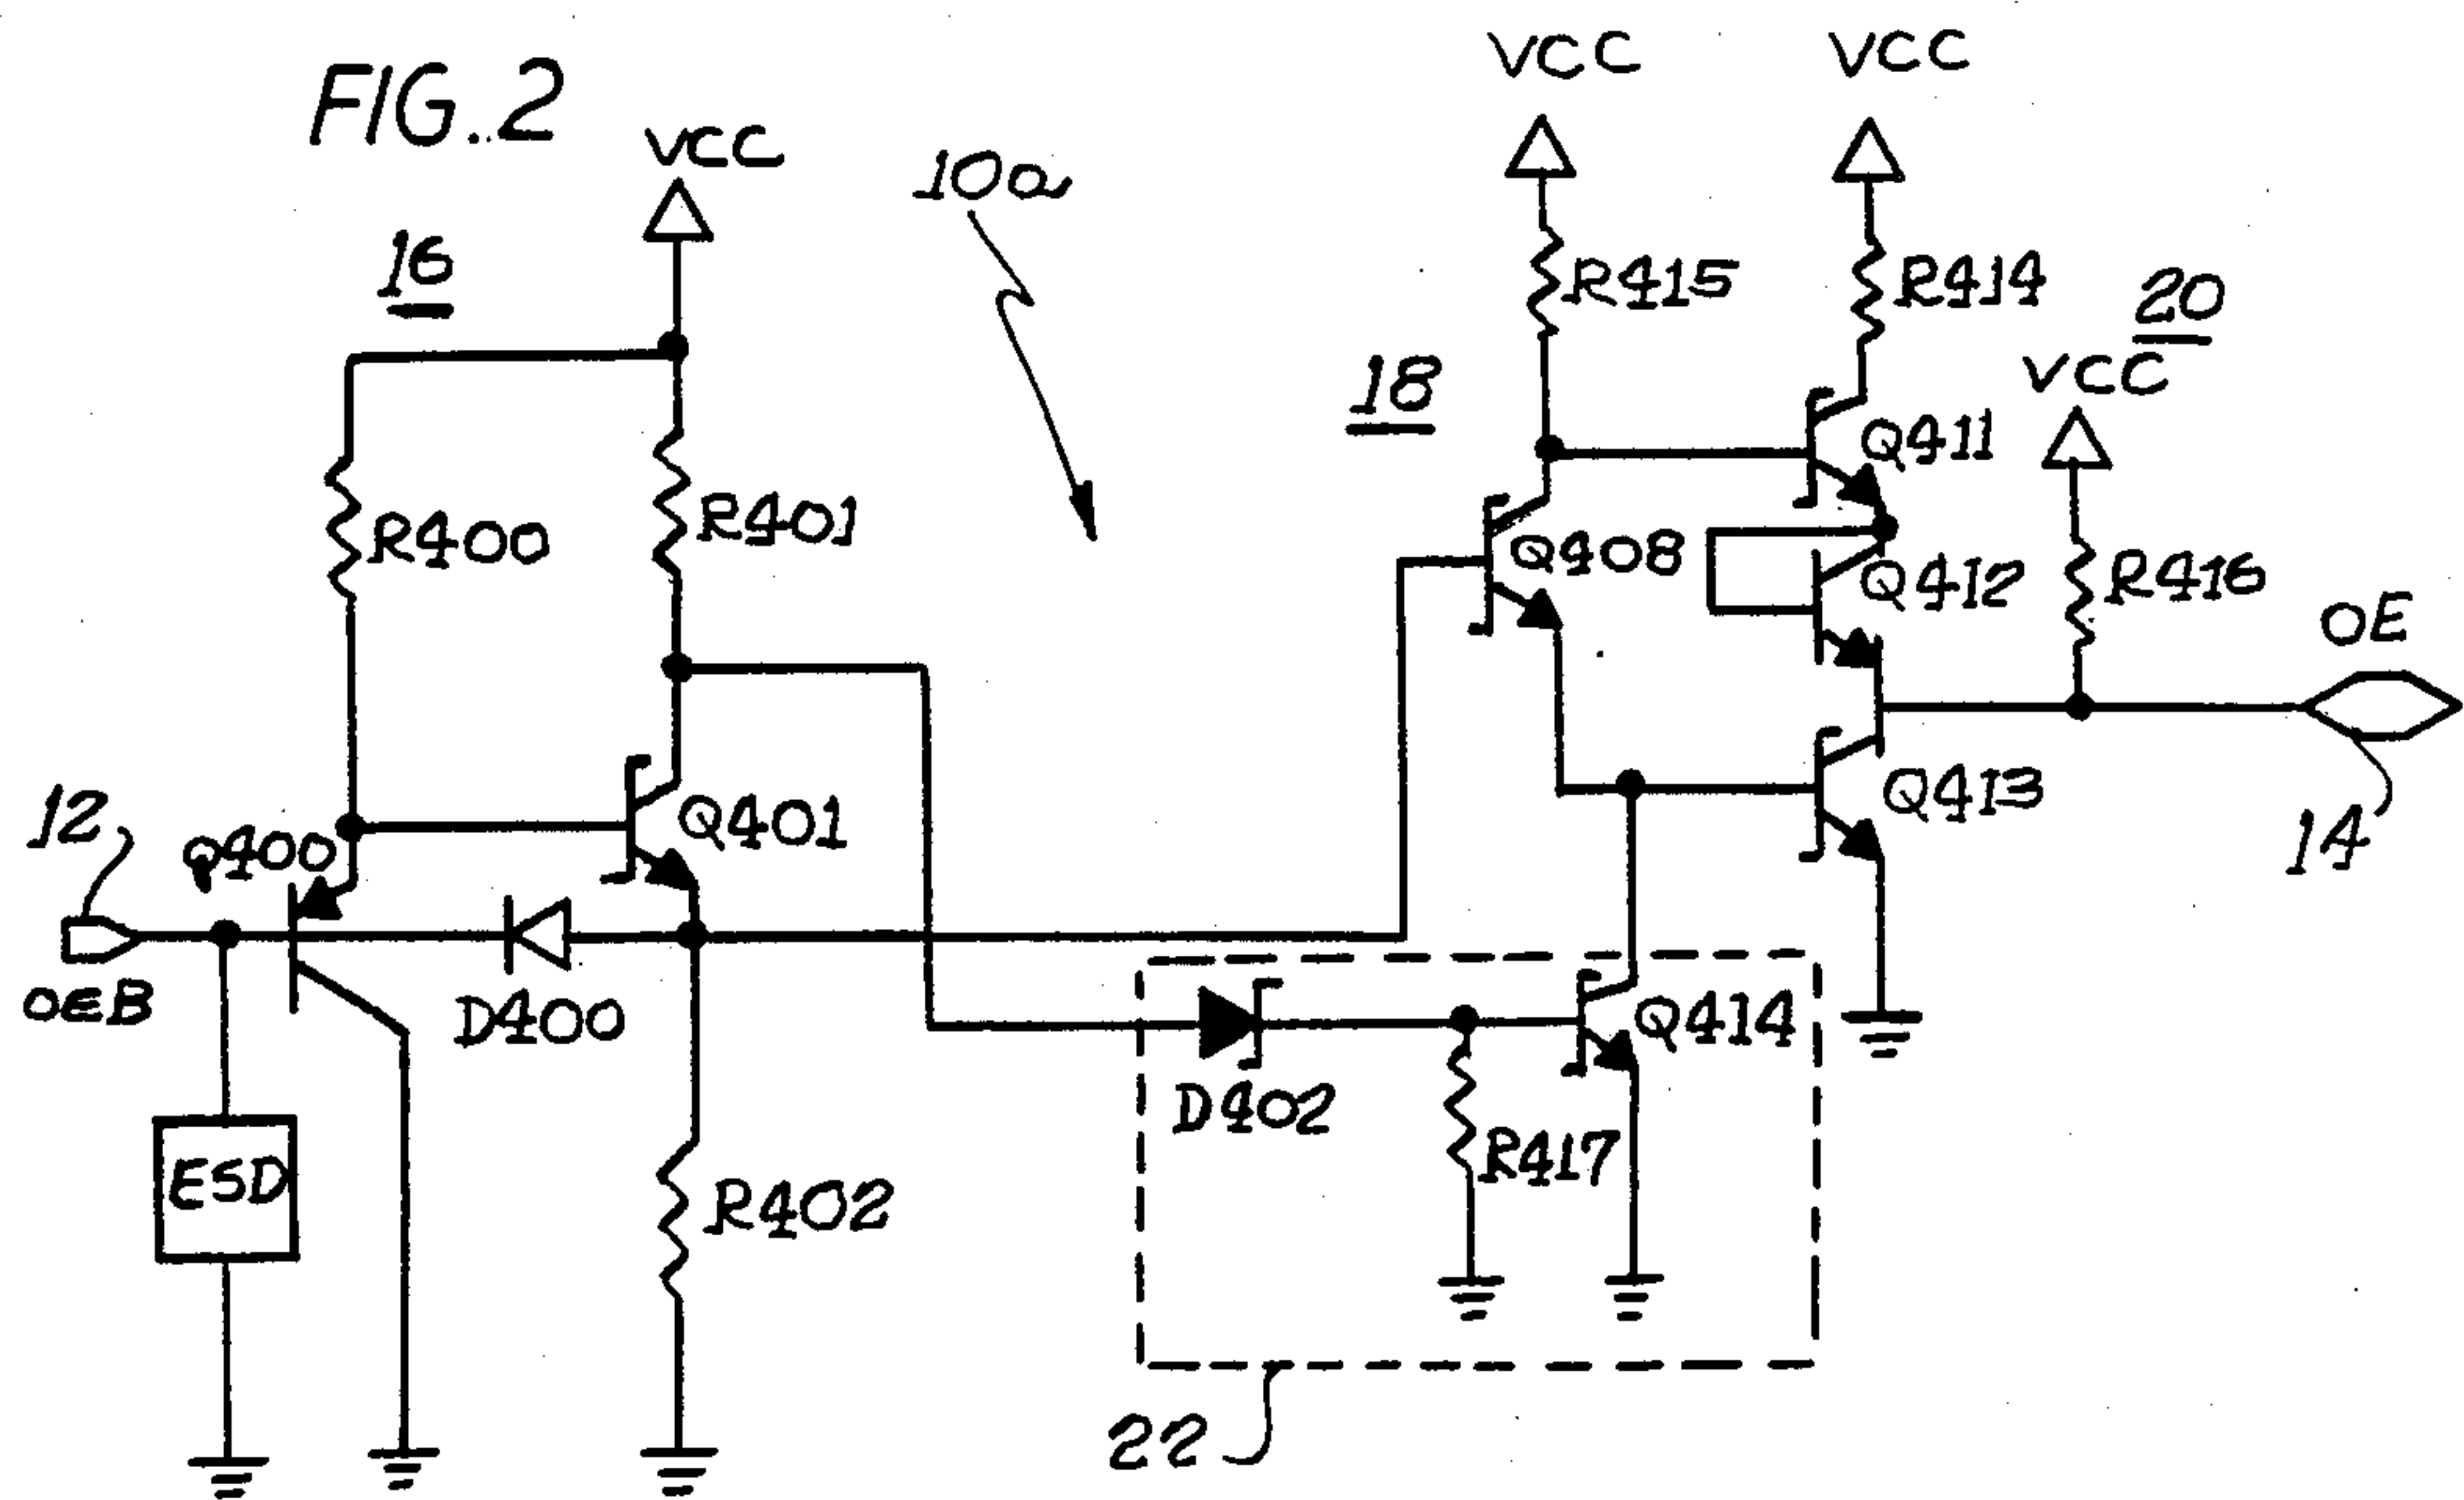 FIG. 2
VCC
VCC
VCC
10a
16
R415
R414
20
VCC
18
Q411
R400
R401
Q408
Q412
R416
OE
12
Q400
Q401
Q413
14
OEB
D400
Q414
D402
ESD
R402
R417
22